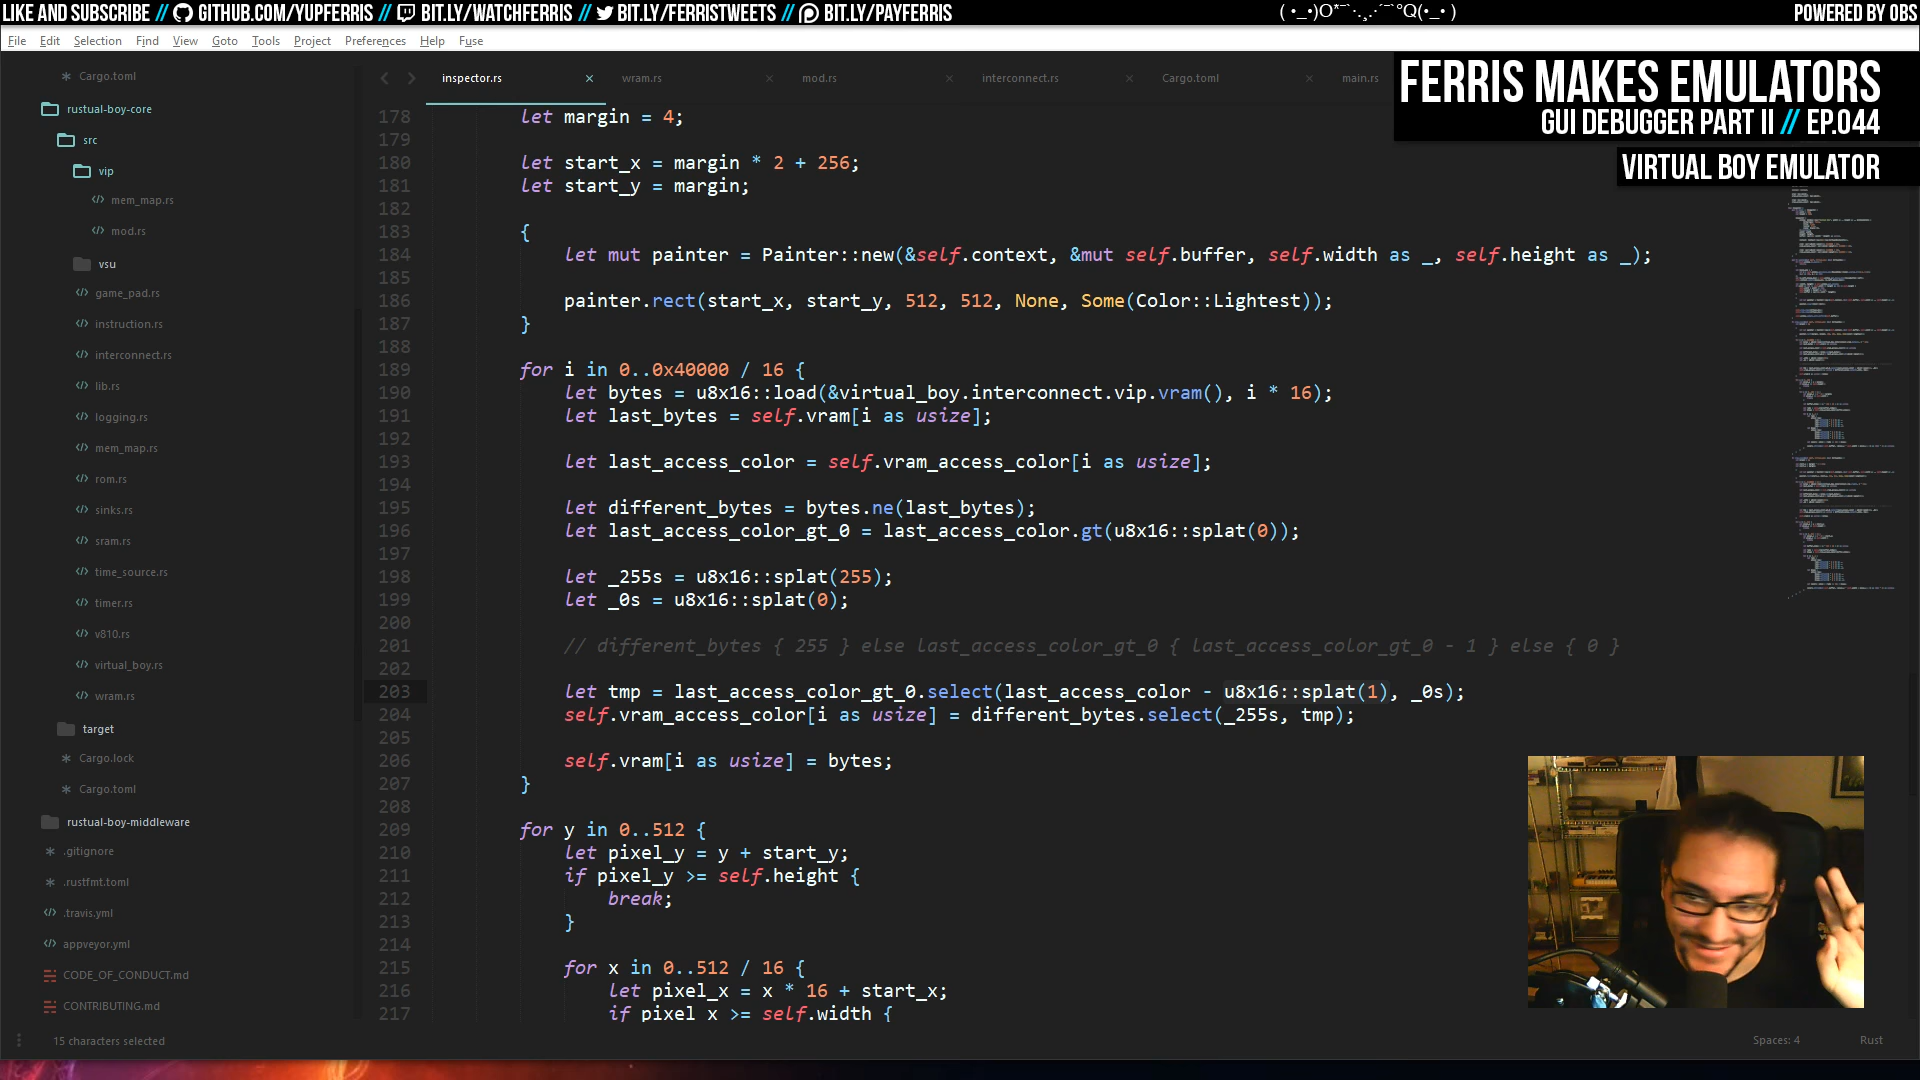 LIKE AND SUBSCRIBE // GITHUB.COM/YUPFERRIS // BIT.LY/WATCHFERRIS // BIT.LY/FERRISTWEETS // BIT.LY/PAYFERRIS
( •_•)O*¯`·.¸.·´¯`°Q(•_• )
POWERED BY OBS
File Edit Selection Find View Goto Tools Project Preferences Help Fuse
FERRIS MAKES EMULATORS
GUI DEBUGGER PART II // EP.044
VIRTUAL BOY EMULATOR
Cargo.toml
rustual-boy-core
src
vip
mem_map.rs
mod.rs
vsu
game_pad.rs
instruction.rs
interconnect.rs
lib.rs
logging.rs
mem_map.rs
rom.rs
sinks.rs
sram.rs
time_source.rs
timer.rs
v810.rs
virtual_boy.rs
wram.rs
target
Cargo.lock
Cargo.toml
rustual-boy-middleware
.gitignore
.rustfmt.toml
.travis.yml
appveyor.yml
CODE_OF_CONDUCT.md
CONTRIBUTING.md
inspector.rs × wram.rs × mod.rs × interconnect.rs × Cargo.toml × main.rs
178 let margin = 4;
179
180 let start_x = margin * 2 + 256;
181 let start_y = margin;
182
183 {
184 let mut painter = Painter::new(&self.context, &mut self.buffer, self.width as _, self.height as _);
185
186 painter.rect(start_x, start_y, 512, 512, None, Some(Color::Lightest));
187 }
188
189 for i in 0..0x40000 / 16 {
190 let bytes = u8x16::load(&virtual_boy.interconnect.vip.vram(), i * 16);
191 let last_bytes = self.vram[i as usize];
192
193 let last_access_color = self.vram_access_color[i as usize];
194
195 let different_bytes = bytes.ne(last_bytes);
196 let last_access_color_gt_0 = last_access_color.gt(u8x16::splat(0));
197
198 let _255s = u8x16::splat(255);
199 let _0s = u8x16::splat(0);
200
201 // different_bytes { 255 } else last_access_color_gt_0 { last_access_color_gt_0 - 1 } else { 0 }
202
203 let tmp = last_access_color_gt_0.select(last_access_color - u8x16::splat(1), _0s);
204 self.vram_access_color[i as usize] = different_bytes.select(_255s, tmp);
205
206 self.vram[i as usize] = bytes;
207 }
208
209 for y in 0..512 {
210 let pixel_y = y + start_y;
211 if pixel_y >= self.height {
212 break;
213 }
214
215 for x in 0..512 / 16 {
216 let pixel_x = x * 16 + start_x;
217 if pixel_x >= self.width {
15 characters selected
Spaces: 4
Rust